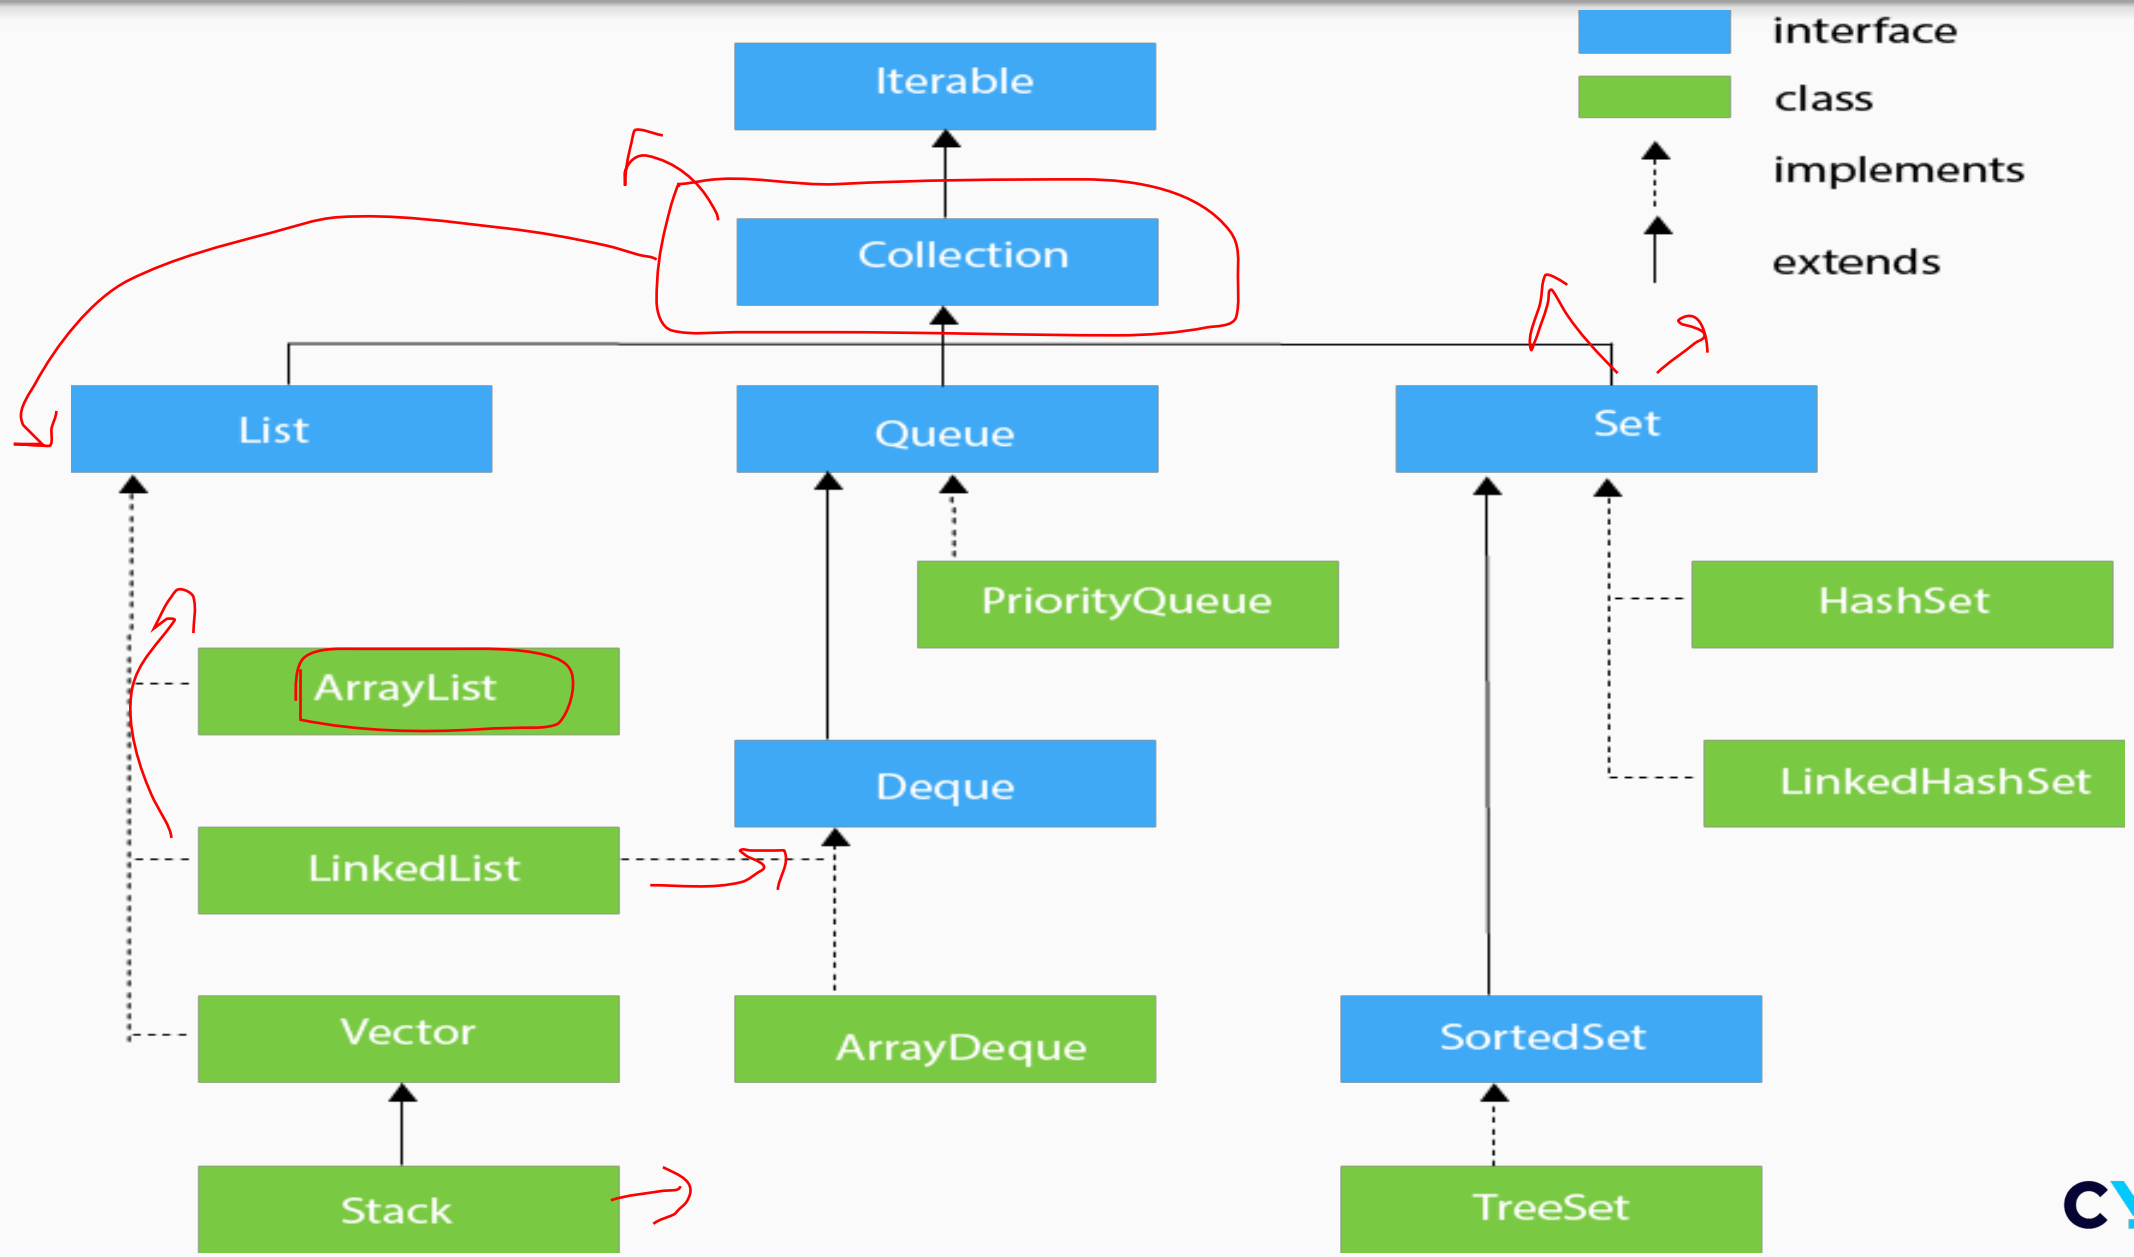 interface
class
implements
extends
Iterable
Collection
List
Queue
Set
PriorityQueue
HashSet
ArrayList
Deque
LinkedHashSet
LinkedList
Vector
ArrayDeque
SortedSet
Stack
TreeSet
CY